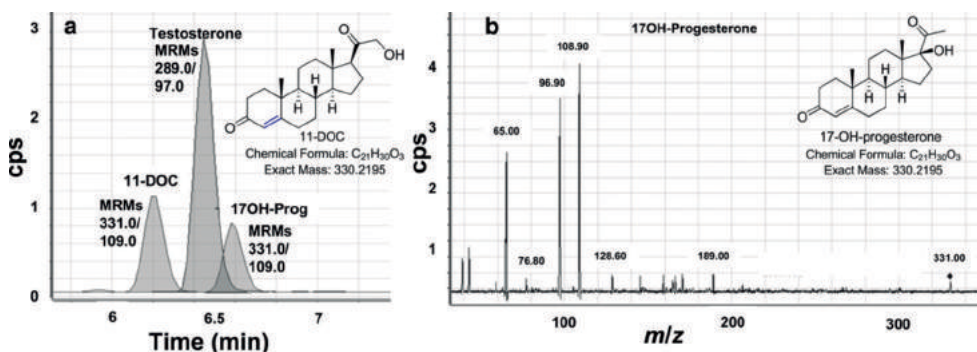 a
Testosterone
MRMs
289.0/
97.0
11-DOC
MRMs
331.0/
109.0
17OH-Prog
MRMs
331.0/
109.0
O
OH
H
H
H
O
11-DOC
Chemical Formula: C21H30O3
Exact Mass: 330.2195
cps
3
2
1
0
6
6.5
7
Time (min)
b
17OH-Progesterone
108.90
96.90
65.00
76.80
128.60
189.00
331.00
O
OH
H
H
H
O
17-OH-progesterone
Chemical Formula: C21H30O3
Exact Mass: 330.2195
cps
4
3
2
1
100
200
300
m/z